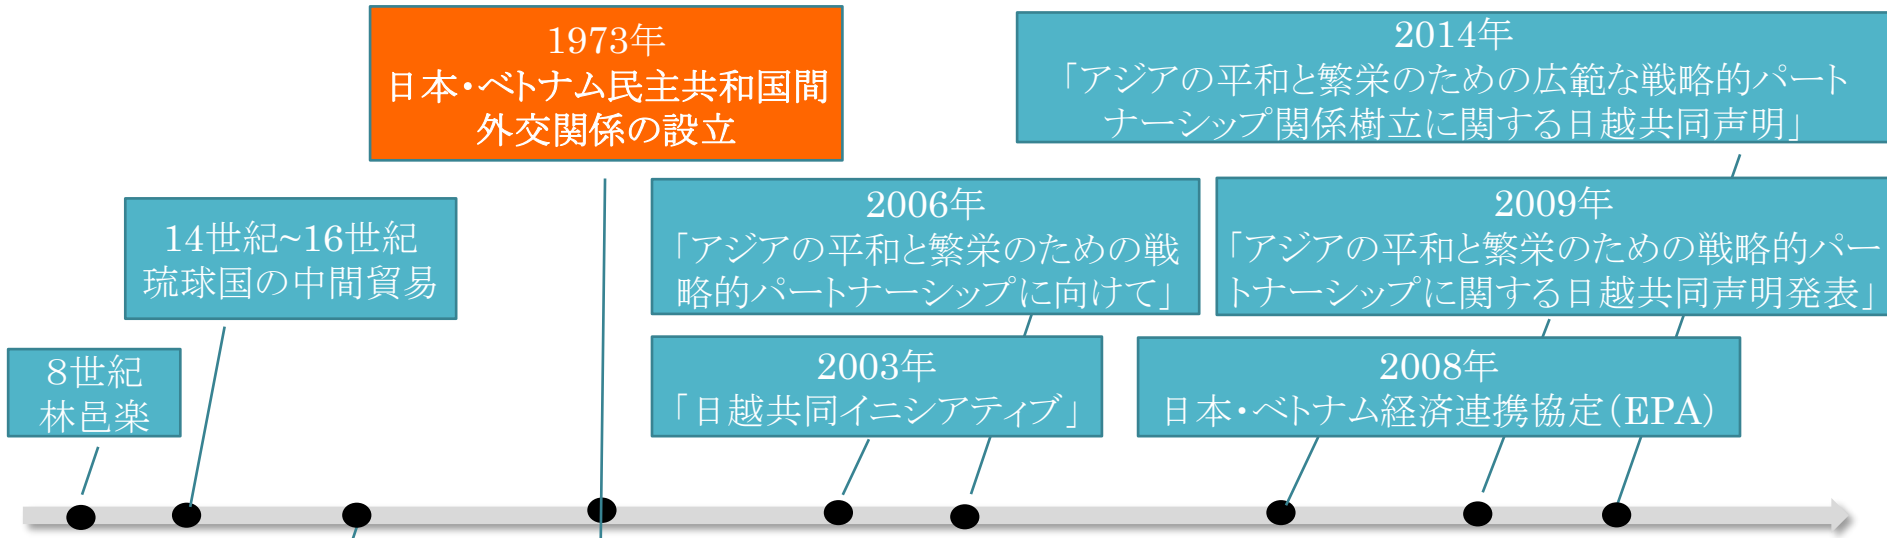 1973年
日本・ベトナム民主共和国間
外交関係の設立
2014年
「アジアの平和と繁栄のための広範な戦略的パート
ナーシップ関係樹立に関する日越共同声明」
14世紀~16世紀
琉球国の中間貿易
2006年
「アジアの平和と繁栄のための戦
略的パートナーシップに向けて」
2009年
「アジアの平和と繁栄のための戦略的パー
トナーシップに関する日越共同声明発表」
８世紀
林邑楽
2003年
「日越共同イニシアティブ」
2008年
日本・ベトナム経済連携協定（EPA）